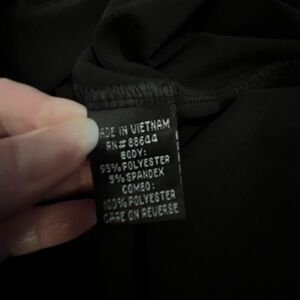 ADE IN VIETNAM
RN# 88644
BODY:
95% POLYESTER
5% SPANDEX
COMBO:
100% POLYESTER
CARE ON REVERSE